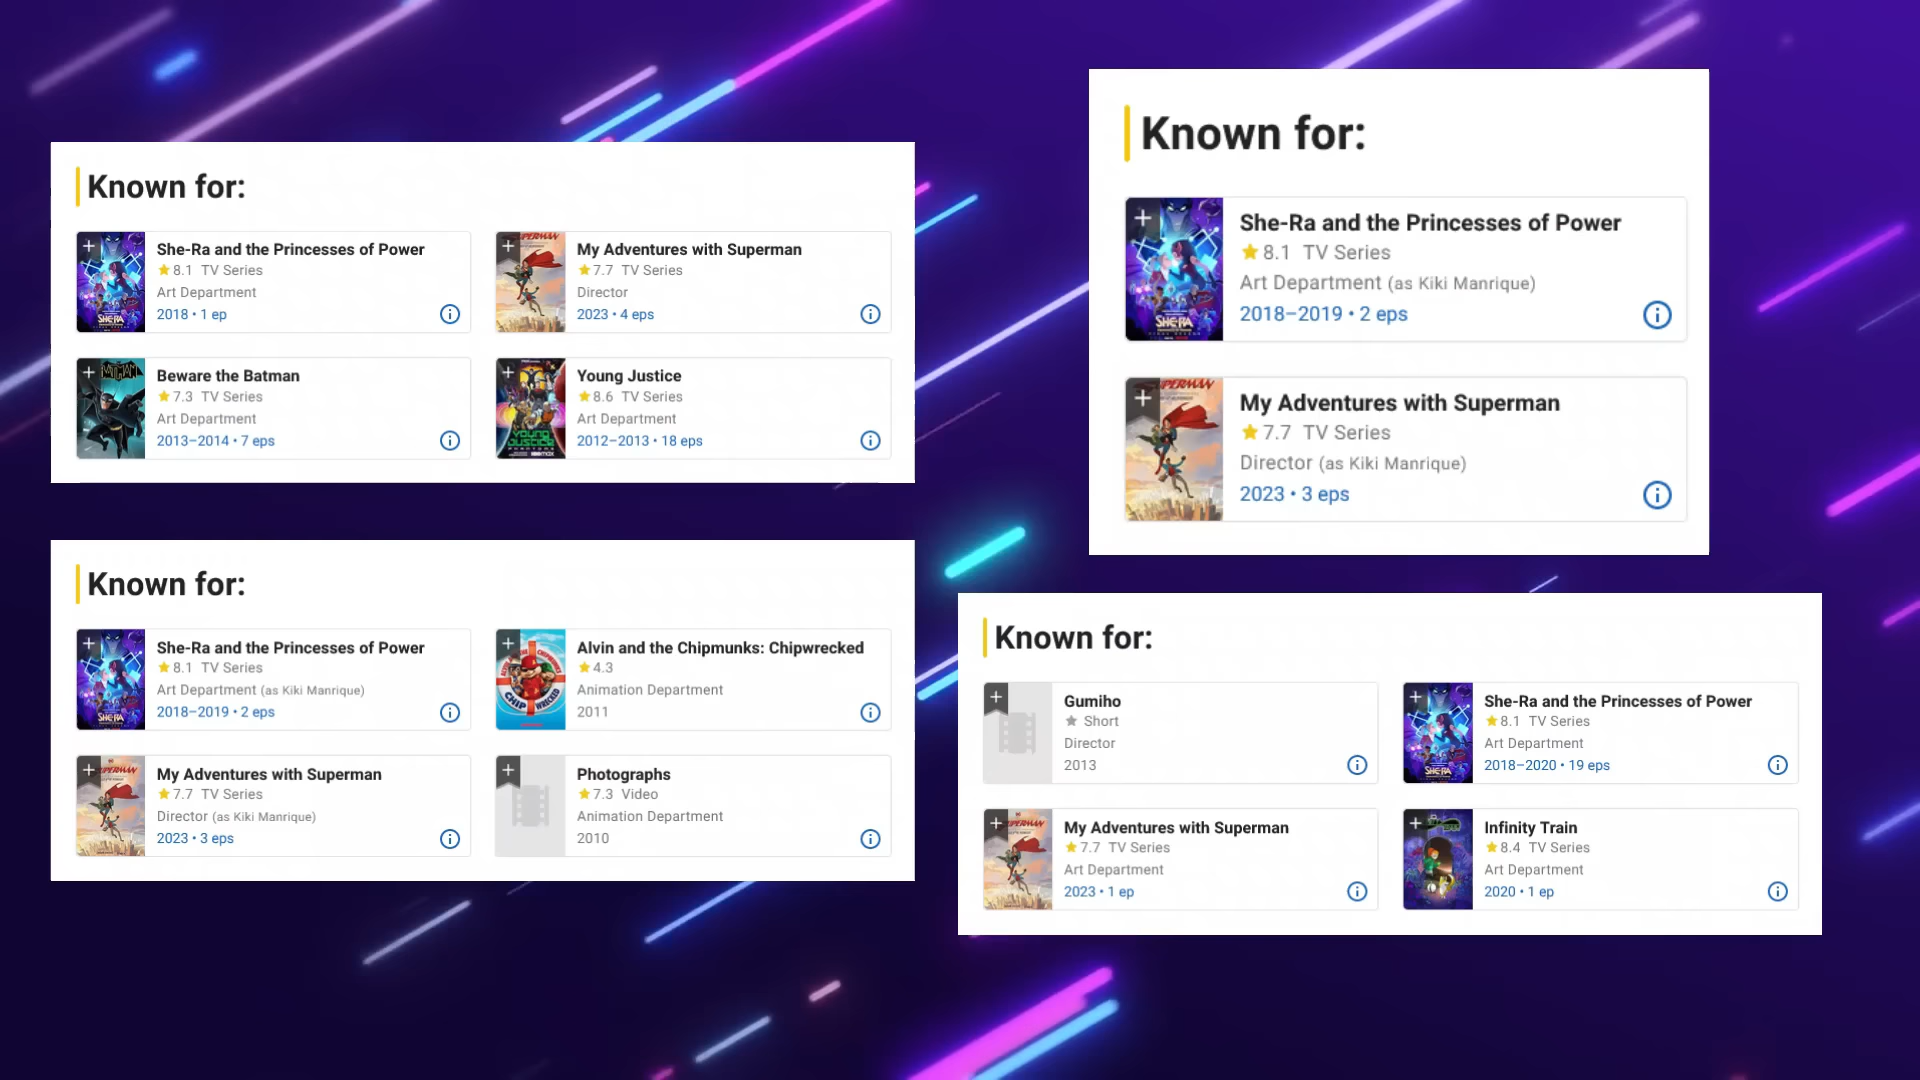 Known for:
She-Ra and the Princesses of Power
8.1 TV Series
Art Department
2018 • 1 ep
My Adventures with Superman
7.7 TV Series
Director
2023 • 4 eps
Beware the Batman
7.3 TV Series
Art Department
2013–2014 • 7 eps
Young Justice
8.6 TV Series
Art Department
2012–2013 • 18 eps
Known for:
She-Ra and the Princesses of Power
8.1 TV Series
Art Department (as Kiki Manrique)
2018–2019 • 2 eps
My Adventures with Superman
7.7 TV Series
Director (as Kiki Manrique)
2023 • 3 eps
Known for:
She-Ra and the Princesses of Power
8.1 TV Series
Art Department (as Kiki Manrique)
2018–2019 • 2 eps
Alvin and the Chipmunks: Chipwrecked
4.3
Animation Department
2011
My Adventures with Superman
7.7 TV Series
Director (as Kiki Manrique)
2023 • 3 eps
Photographs
7.3 Video
Animation Department
2010
Known for:
Gumiho
Short
Director
2013
She-Ra and the Princesses of Power
8.1 TV Series
Art Department
2018–2020 • 19 eps
My Adventures with Superman
7.7 TV Series
Art Department
2023 • 1 ep
Infinity Train
8.4 TV Series
Art Department
2020 • 1 ep